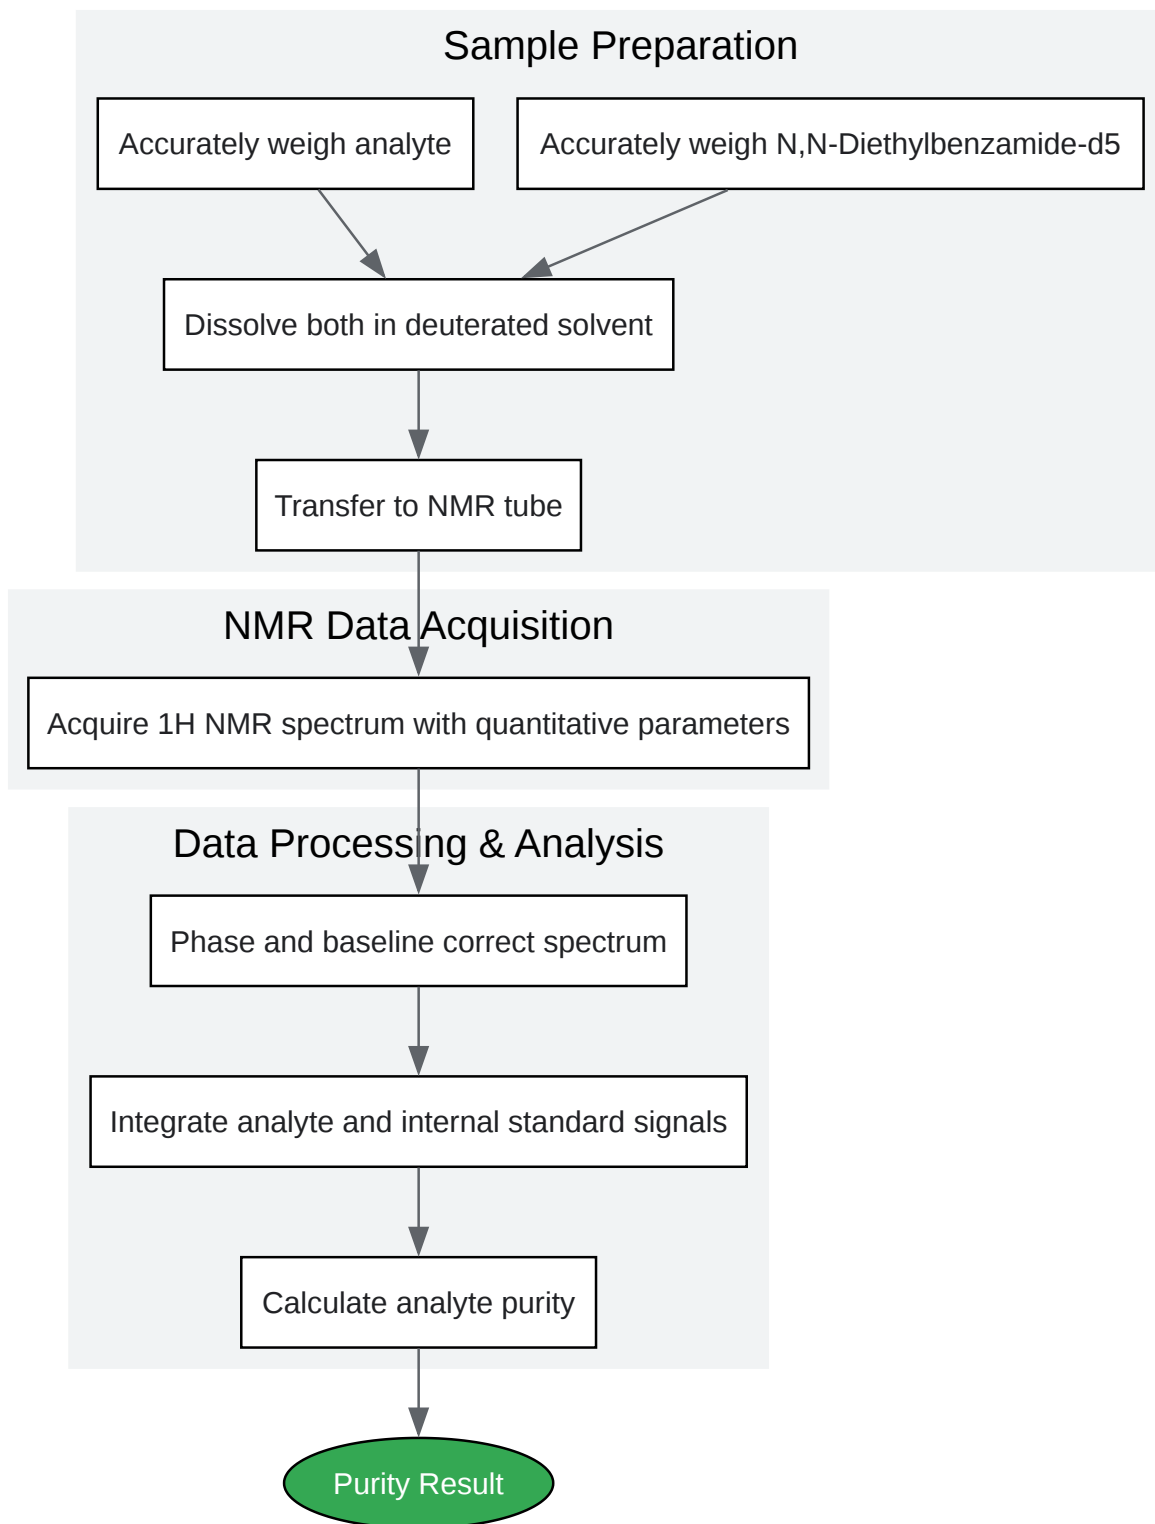 Sample Preparation
Accurately weigh analyte
Accurately weigh N,N-Diethylbenzamide-d5
Dissolve both in deuterated solvent
Transfer to NMR tube
NMR Data Acquisition
Acquire 1H NMR spectrum with quantitative parameters
Data Processing & Analysis
Phase and baseline correct spectrum
Integrate analyte and internal standard signals
Calculate analyte purity
Purity Result